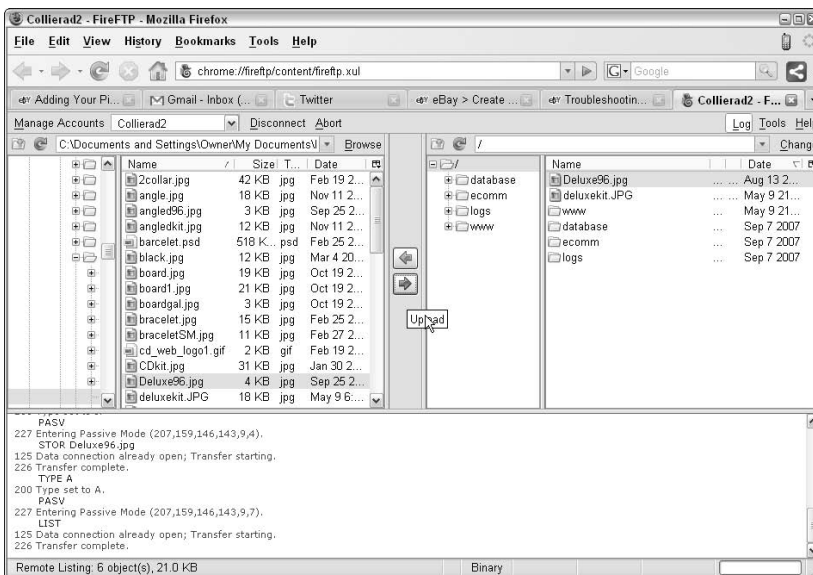 Collierad2 - FireFTP - Mozilla Firefox
File Edit View History Bookmarks Tools Help
chrome://fireftp/content/fireftp.xul
G Google
Adding Your Pi...
Gmail - Inbox (...
Twitter
eBay > Create ...
Troubleshootin...
Collierad2 - F...
Manage Accounts Collierad2 Disconnect Abort
Log Tools Help
C:\Documents and Settings\Owner\My Documents\I Browse
/ Chang
Name Size T... Date
2collar.jpg 42 KB jpg Feb 19 2...
angle.jpg 18 KB jpg Nov 11 2...
angled96.jpg 3 KB jpg Sep 25 2...
angledkit.jpg 12 KB jpg Nov 11 2...
barcelet.psd 518 K... psd Feb 25 2...
black.jpg 12 KB jpg Mar 4 20...
board.jpg 19 KB jpg Oct 19 2...
board1.jpg 21 KB jpg Oct 19 2...
boardgal.jpg 3 KB jpg Oct 19 2...
bracelet.jpg 15 KB jpg Feb 25 2...
braceletSM.jpg 11 KB jpg Feb 27 2...
cd_web_logo1.gif 2 KB gif Feb 19 2...
CDkit.jpg 31 KB jpg Jan 30 2...
Deluxe96.jpg 4 KB jpg Sep 25 2...
deluxekit.JPG 18 KB jpg May 9 6:...
Upload
/
database
ecomm
logs
www
Name Date
Deluxe96.jpg ... ... Aug 13 2...
deluxekit.JPG ... ... May 9 21...
www ... May 9 21...
database ... Sep 7 2007
ecomm ... Sep 7 2007
logs ... Sep 7 2007
PASV
227 Entering Passive Mode (207,159,146,143,9,4).
STOR Deluxe96.jpg
125 Data connection already open; Transfer starting.
226 Transfer complete.
TYPE A
200 Type set to A.
PASV
227 Entering Passive Mode (207,159,146,143,9,7).
LIST
125 Data connection already open; Transfer starting.
226 Transfer complete.
Remote Listing: 6 object(s), 21.0 KB
Binary